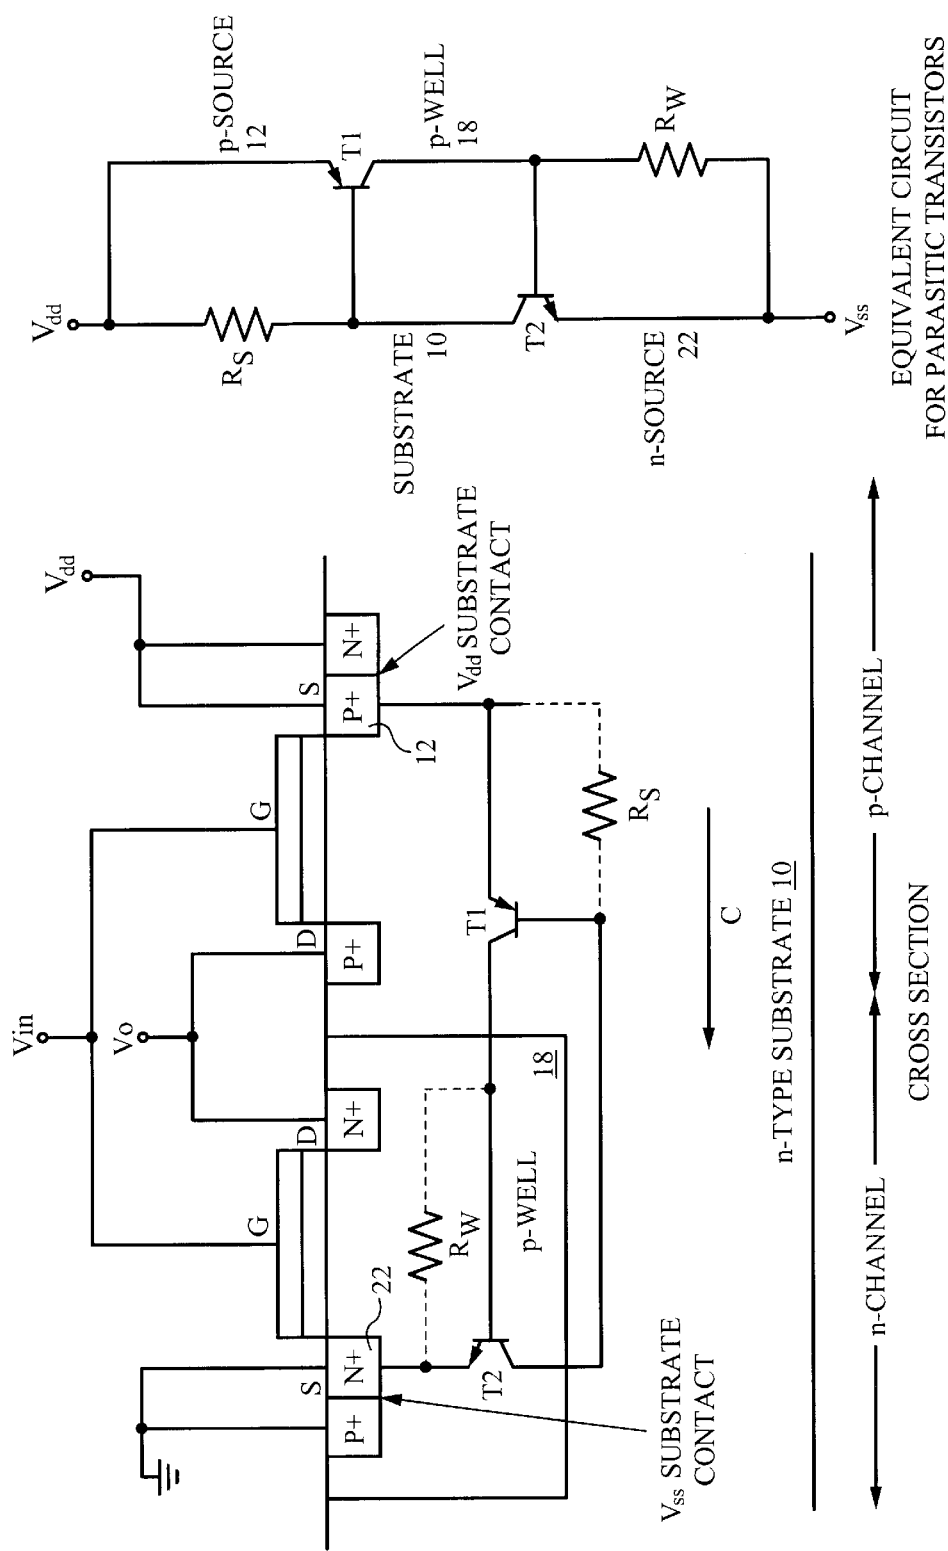 Vin
Vo
Vdd
G
G
S
D
D
S
P+
N+
N+
P+
P+
N+
22
12
Vss SUBSTRATE
CONTACT
Vdd SUBSTRATE
CONTACT
RW
T2
T1
RS
p-WELL
18
C
n-TYPE SUBSTRATE 10
n-CHANNEL
p-CHANNEL
CROSS SECTION
Vdd
p-SOURCE
12
RS
T1
SUBSTRATE
10
p-WELL
18
T2
n-SOURCE
22
RW
Vss
EQUIVALENT CIRCUIT
FOR PARASITIC TRANSISTORS